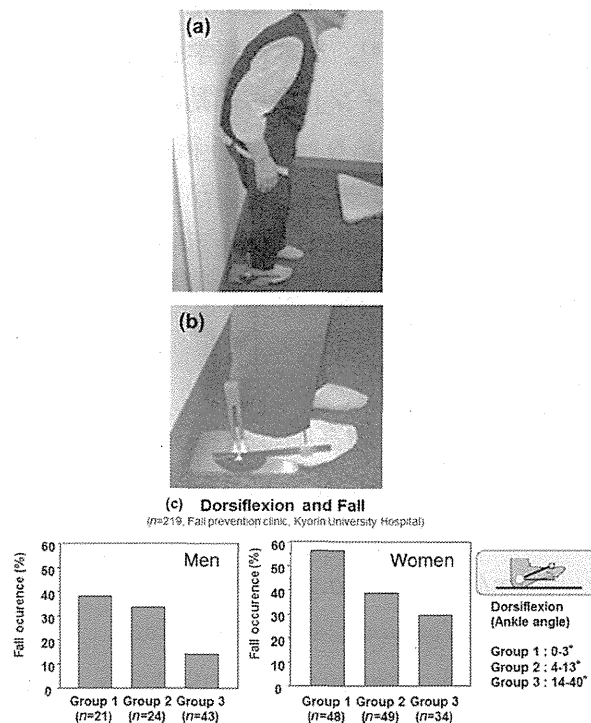 (a)
(b)
(c) Dorsiflexion and Fall
(n=219, Fall prevention clinic, Kyorin University Hospital)
Fall ocurence (%)
60
50
40
30
20
10
0
Men
Group 1
(n=21)
Group 2
(n=24)
Group 3
(n=43)
Fall occurence (%)
60
50
40
30
20
10
0
Women
Group 1
(n=48)
Group 2
(n=49)
Group 3
(n=34)
Dorsiflexion
(Ankle angle)
Group 1 : 0-3°
Group 2 : 4-13°
Group 3 : 14-40°